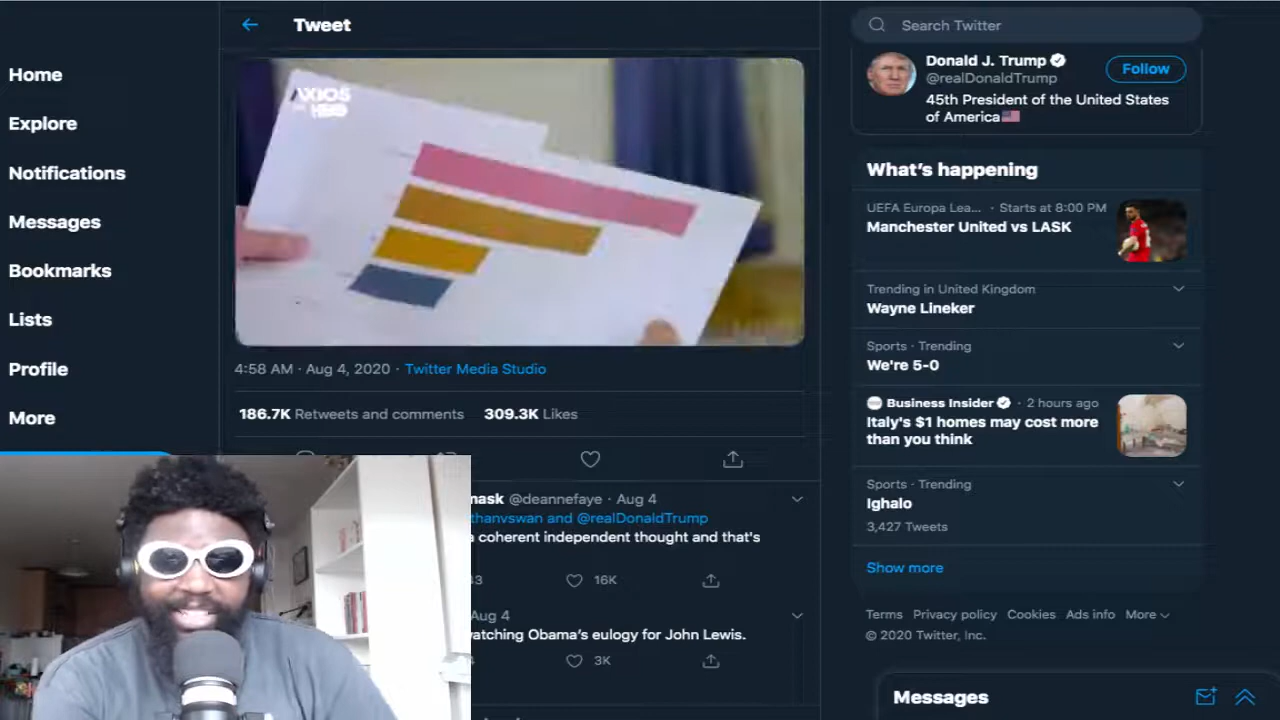 Tweet
Home
Explore
Notifications
Messages
Bookmarks
Lists
Profile
More
AXIOS
HBO
4:58 AM · Aug 4, 2020 · Twitter Media Studio
186.7K Retweets and comments 309.3K Likes
mask @deannefaye · Aug 4
thanvswan and @realDonaldTrump
a coherent independent thought and that's
43 16K
Aug 4
watching Obama's eulogy for John Lewis.
3K
Search Twitter
Donald J. Trump
@realDonaldTrump
Follow
45th President of the United States
of America
What's happening
UEFA Europa Lea... · Starts at 8:00 PM
Manchester United vs LASK
Trending in United Kingdom
Wayne Lineker
Sports · Trending
We're 5-0
Business Insider · 2 hours ago
Italy's $1 homes may cost more
than you think
Sports · Trending
Ighalo
3,427 Tweets
Show more
Terms Privacy policy Cookies Ads info More
© 2020 Twitter, Inc.
Messages